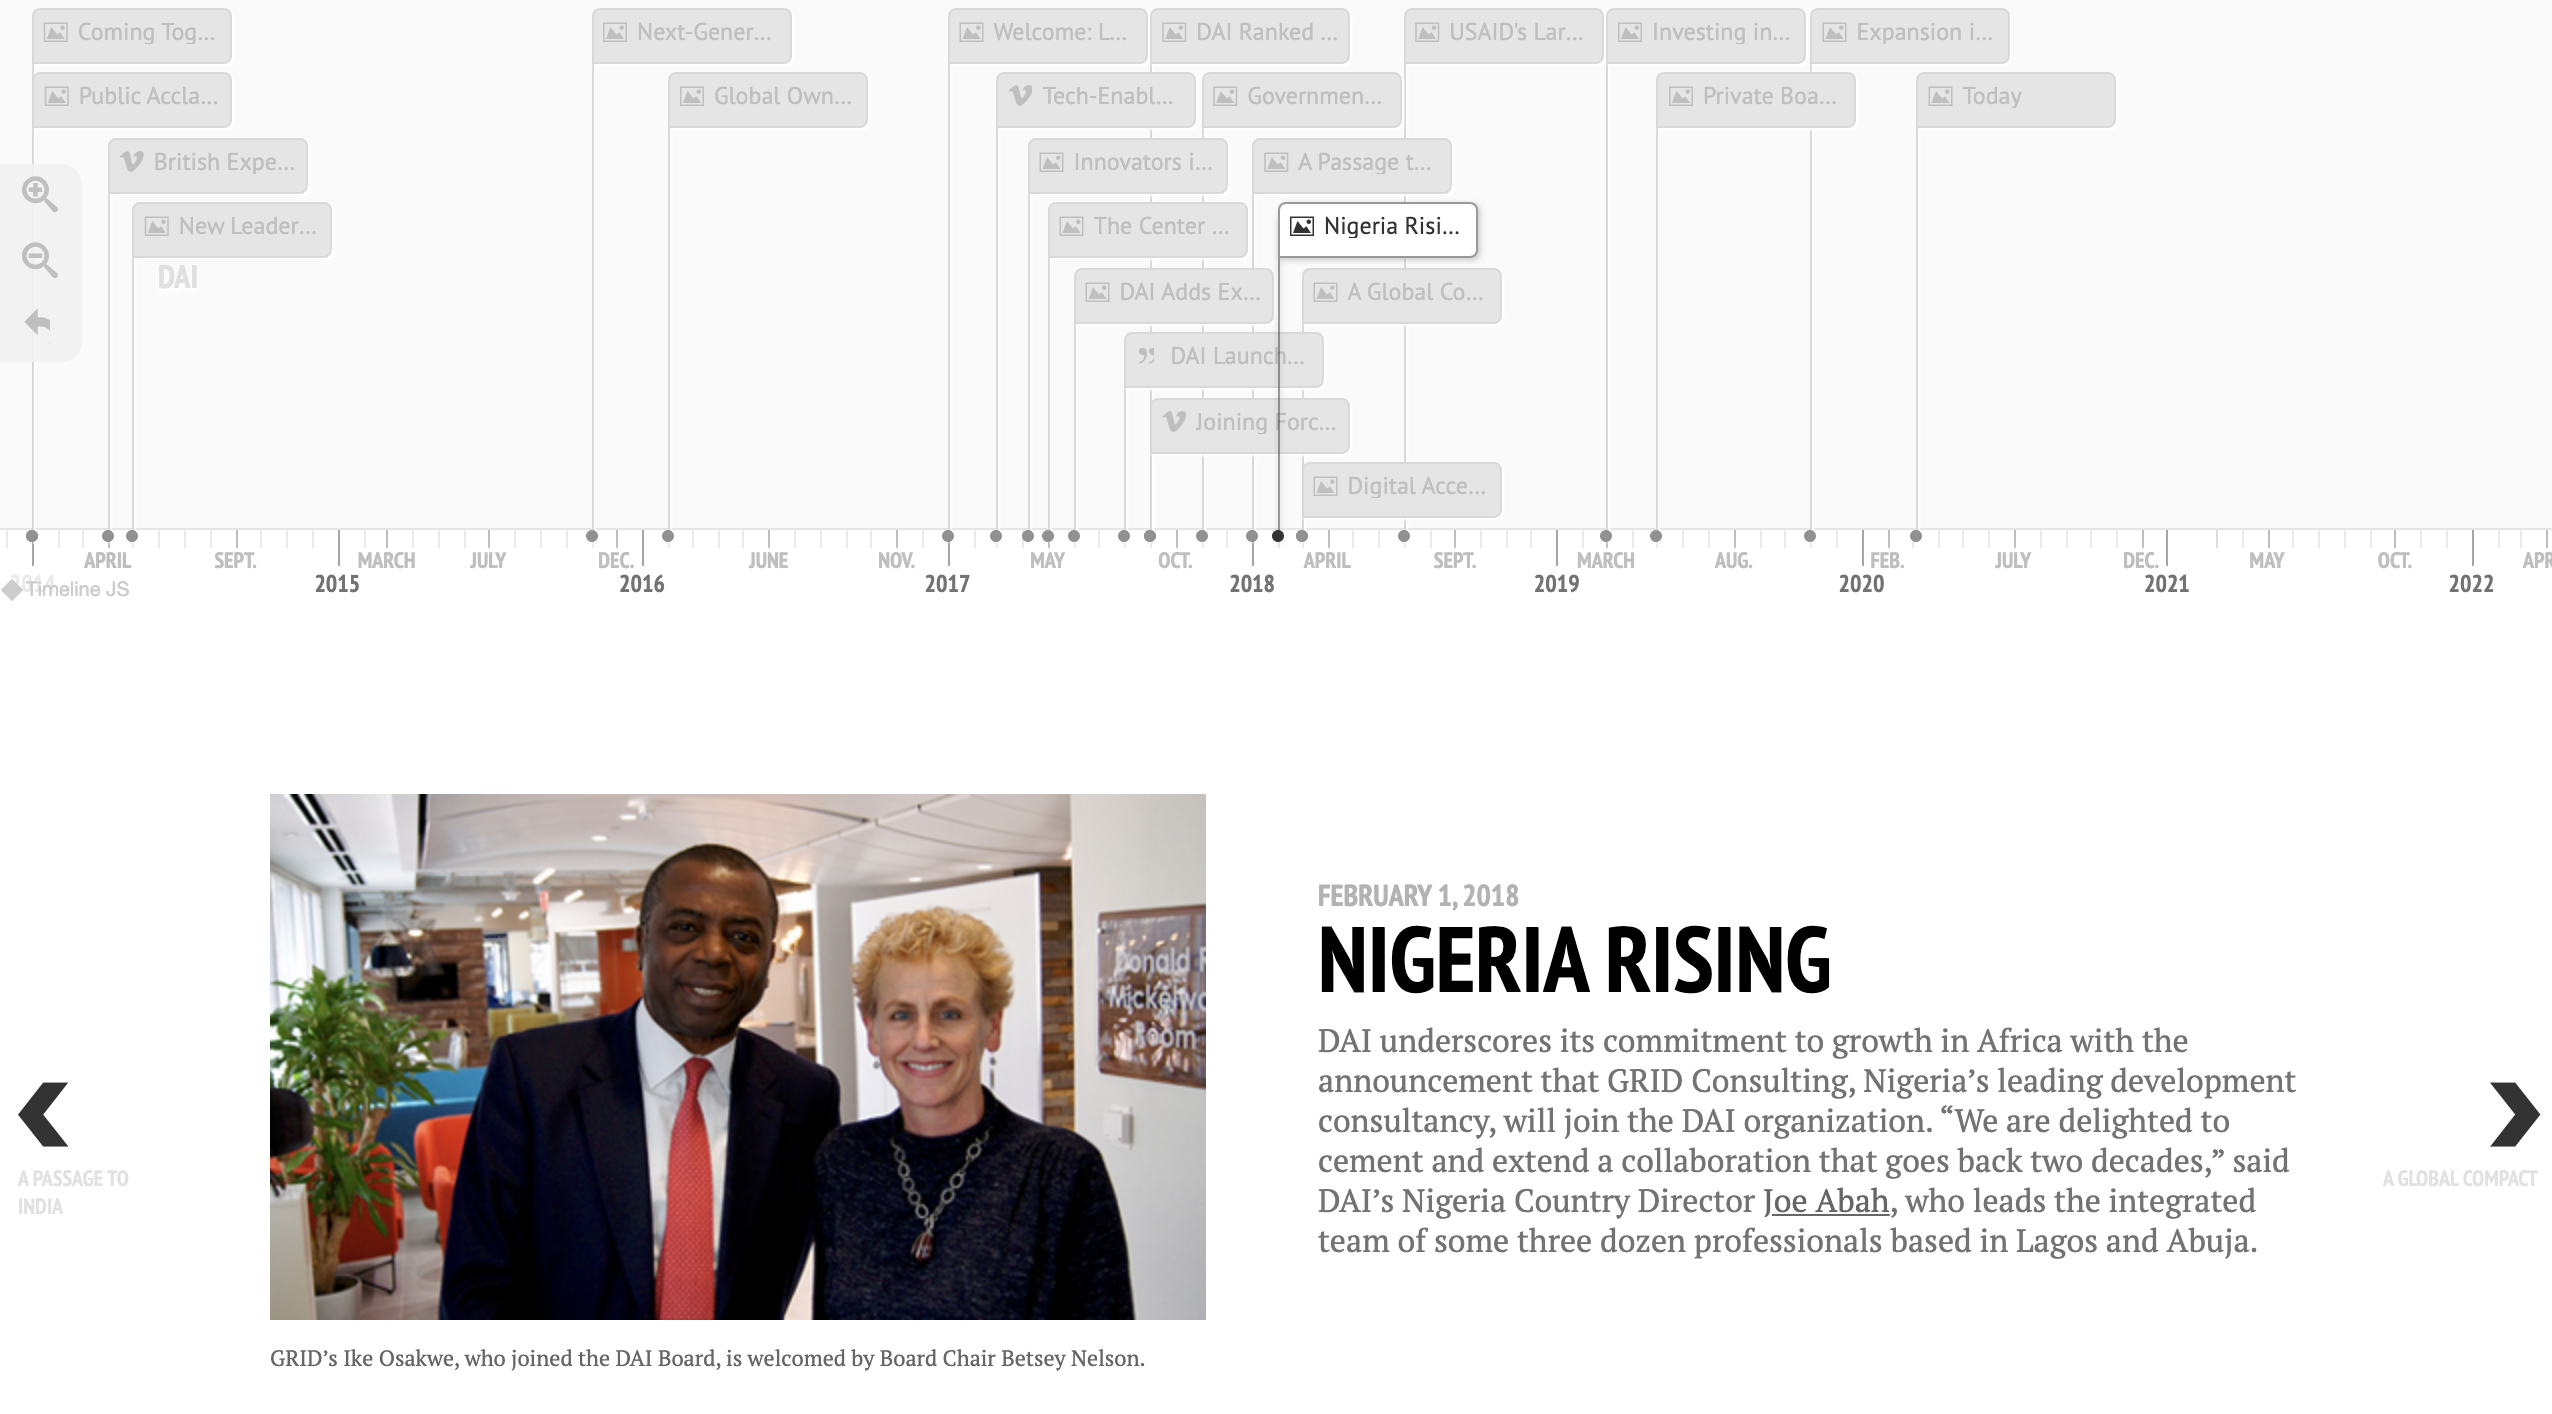 Coming Tog...
Next-Gener...
Welcome: L...
DAI Ranked ...
USAID's Lar...
Investing in...
Expansion i...
Public Accla...
Global Own...
Tech-Enabl...
Governmen...
Private Boa...
Today
British Expe...
Innovators i...
A Passage t...
New Leader...
The Center ...
Nigeria Risi...
DAI
DAI Adds Ex...
A Global Co...
DAI Launch...
Joining Forc...
Digital Acce...
APRIL SEPT. MARCH JULY DEC. JUNE NOV. MAY OCT. APRIL SEPT. MARCH AUG. FEB. JULY DEC. MAY OCT. APR
2014 2015 2016 2017 2018 2019 2020 2021 2022
Timeline JS
FEBRUARY 1, 2018
NIGERIA RISING
DAI underscores its commitment to growth in Africa with the
announcement that GRID Consulting, Nigeria’s leading development
consultancy, will join the DAI organization. “We are delighted to
cement and extend a collaboration that goes back two decades,” said
DAI’s Nigeria Country Director Joe Abah, who leads the integrated
team of some three dozen professionals based in Lagos and Abuja.
Donald R
Mickelwa
Room
A PASSAGE TO
INDIA
A GLOBAL COMPACT
GRID’s Ike Osakwe, who joined the DAI Board, is welcomed by Board Chair Betsey Nelson.